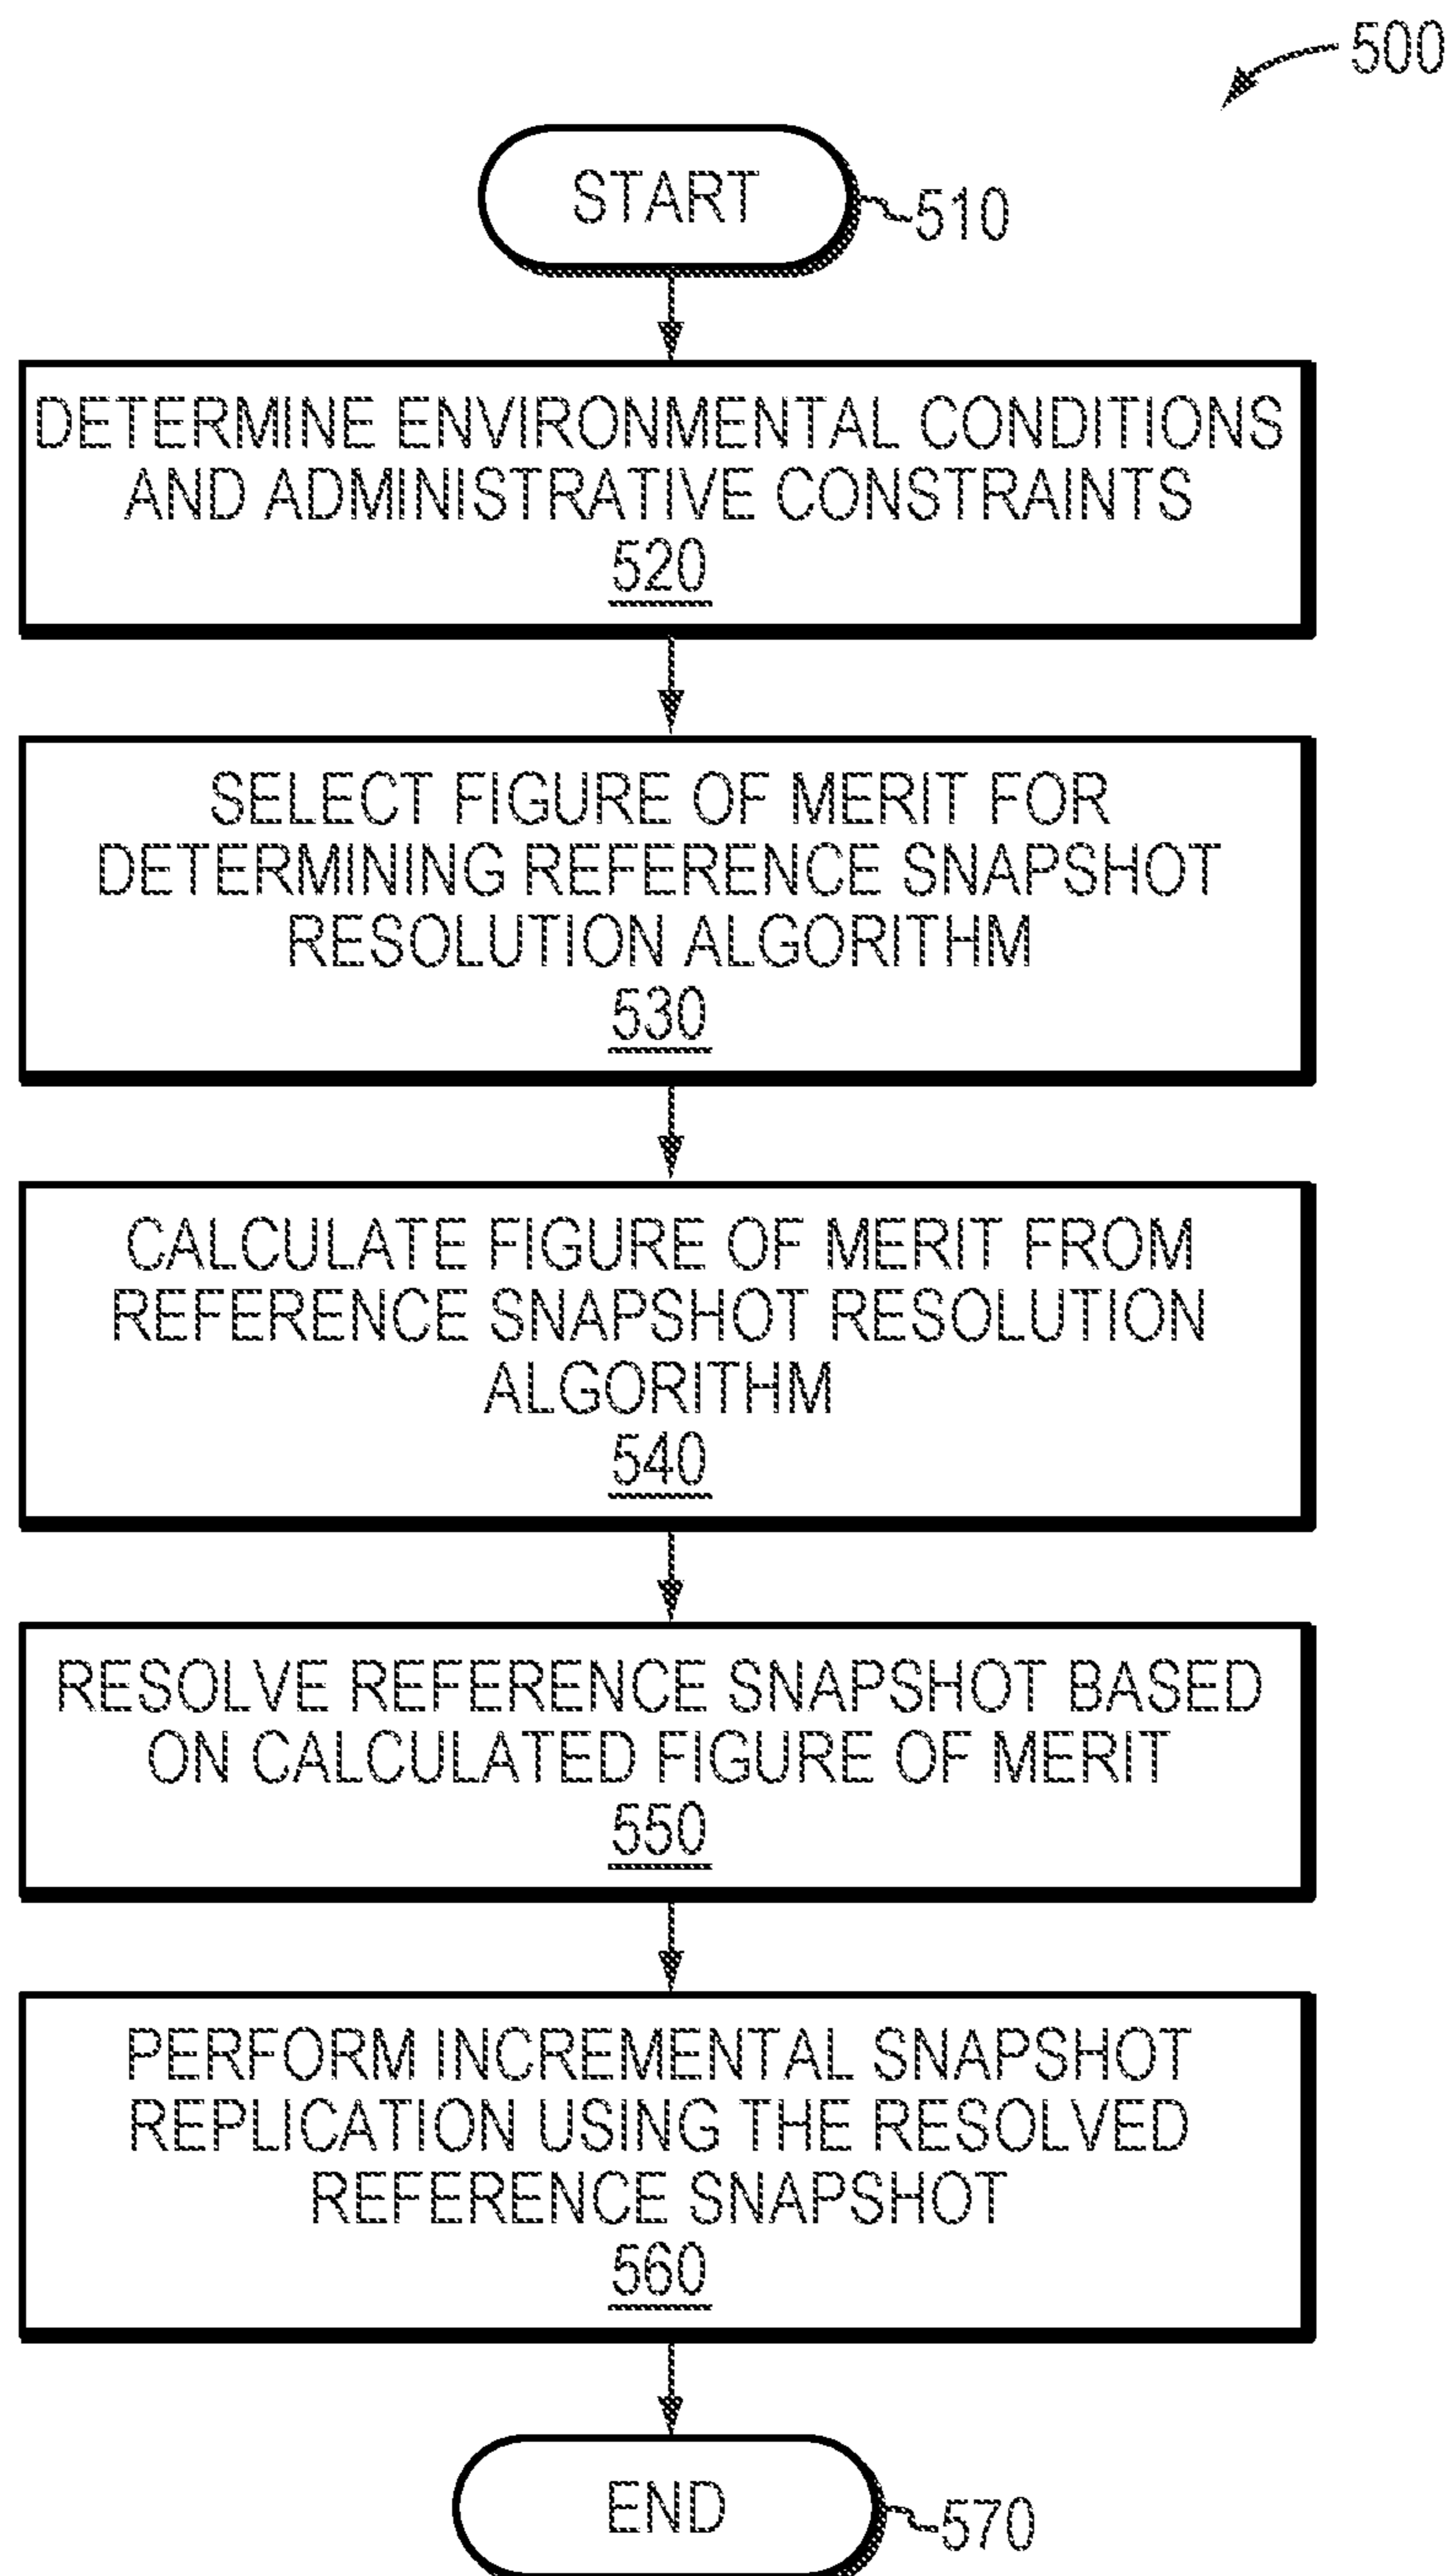 500
START
510
DETERMINE ENVIRONMENTAL CONDITIONS
AND ADMINISTRATIVE CONSTRAINTS
520
SELECT FIGURE OF MERIT FOR
DETERMINING REFERENCE SNAPSHOT
RESOLUTION ALGORITHM
530
CALCULATE FIGURE OF MERIT FROM
REFERENCE SNAPSHOT RESOLUTION
ALGORITHM
540
RESOLVE REFERENCE SNAPSHOT BASED
ON CALCULATED FIGURE OF MERIT
550
PERFORM INCREMENTAL SNAPSHOT
REPLICATION USING THE RESOLVED
REFERENCE SNAPSHOT
560
END
570